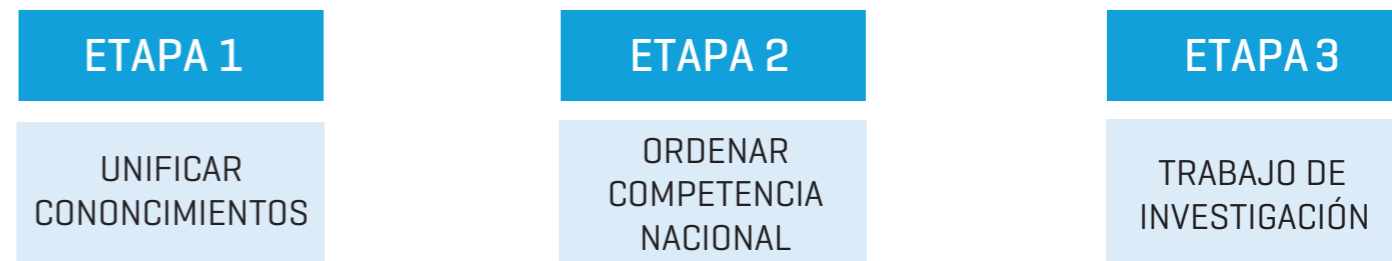 ETAPA 1
UNIFICAR
CONONCIMIENTOS
ETAPA 2
ORDENAR
COMPETENCIA
NACIONAL
ETAPA 3
TRABAJO DE
INVESTIGACIÓN